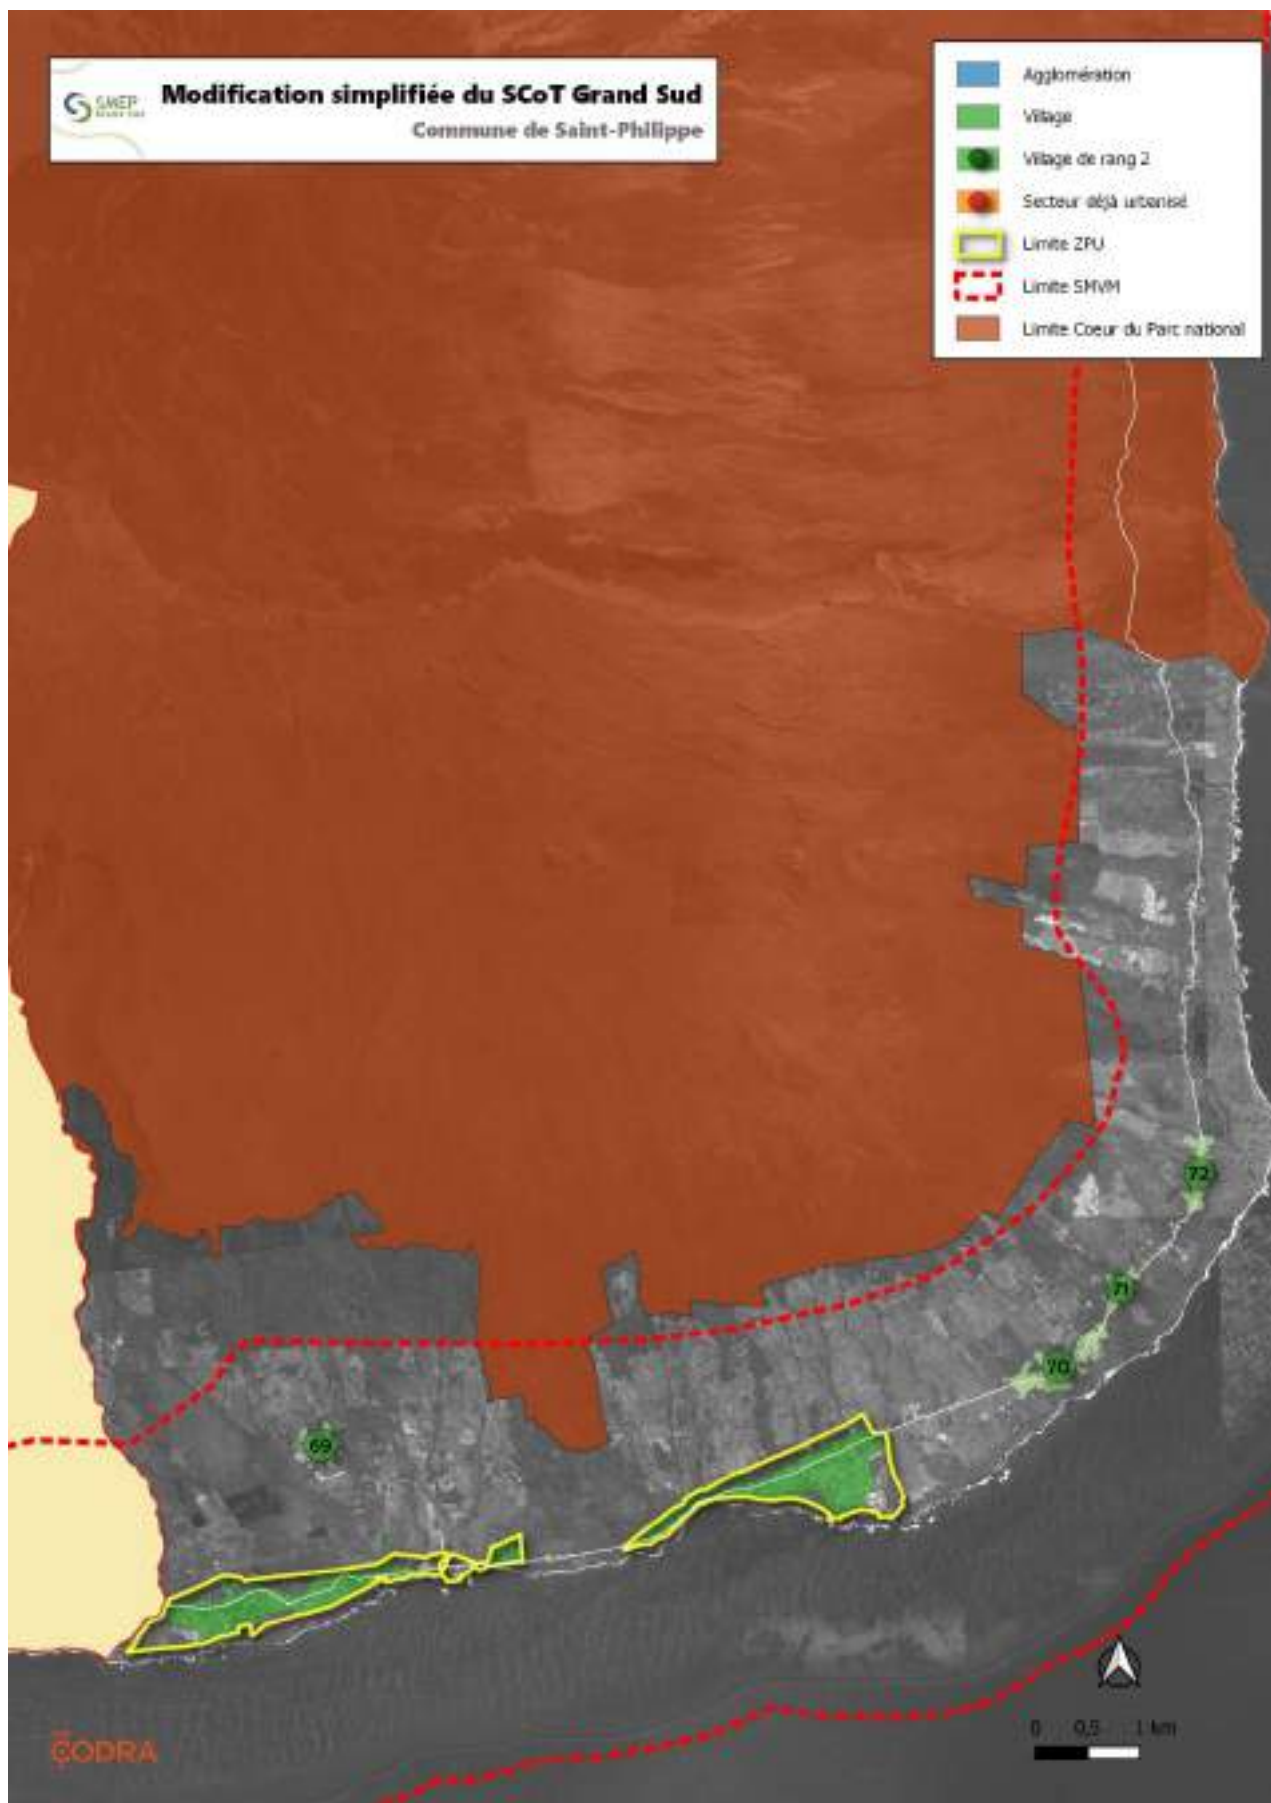 SMEP
Modification simplifiée du SCoT Grand Sud
Commune de Saint-Philippe
Agglomération
Village
Village de rang 2
Secteur déjà urbanisé
Limite ZPU
Limite SMVM
Limite Coeur du Parc national
72
71
70
69
0 0,5 1 km
CODRA